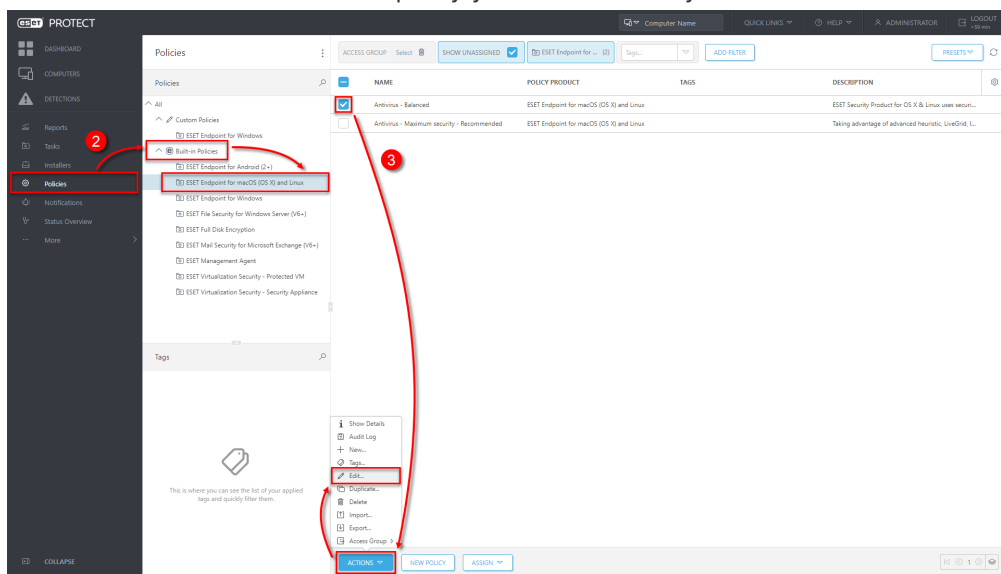 eset PROTECT
Computer Name
QUICK LINKS
HELP
ADMINISTRATOR
LOGOUT
>59 min
DASHBOARD
COMPUTERS
DETECTIONS
Reports
Tasks
Installers
Policies
Notifications
Status Overview
More
COLLAPSE
2
Policies
Policies
All
Custom Policies
ESET Endpoint for Windows
Built-in Policies
ESET Endpoint for Android (2+)
ESET Endpoint for macOS (OS X) and Linux
ESET Endpoint for Windows
ESET File Security for Windows Server (V6+)
ESET Full Disk Encryption
ESET Mail Security for Microsoft Exchange (V6+)
ESET Management Agent
ESET Virtualization Security - Protected VM
ESET Virtualization Security - Security Appliance
Tags
This is where you can see the list of your applied
tags and quickly filter them.
ACCESS GROUP Select
SHOW UNASSIGNED
ESET Endpoint for ... (2)
Tags...
ADD FILTER
PRESETS
NAME POLICY PRODUCT TAGS DESCRIPTION
Antivirus - Balanced ESET Endpoint for macOS (OS X) and Linux ESET Security Product for OS X & Linux uses securi...
Antivirus - Maximum security - Recommended ESET Endpoint for macOS (OS X) and Linux Taking advantage of advanced heuristic, LiveGrid, I...
3
Show Details
Audit Log
New...
Tags...
Edit...
Duplicate...
Delete
Import...
Export...
Access Group
ACTIONS
NEW POLICY
ASSIGN
1